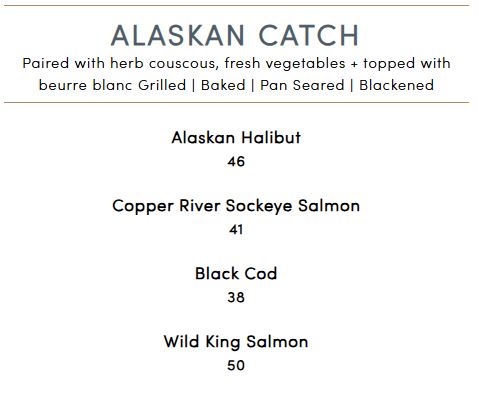 ALASKAN CATCH
Paired with herb couscous, fresh vegetables + topped with
beurre blanc Grilled | Baked | Pan Seared | Blackened
Alaskan Halibut
46
Copper River Sockeye Salmon
41
Black Cod
38
Wild King Salmon
50